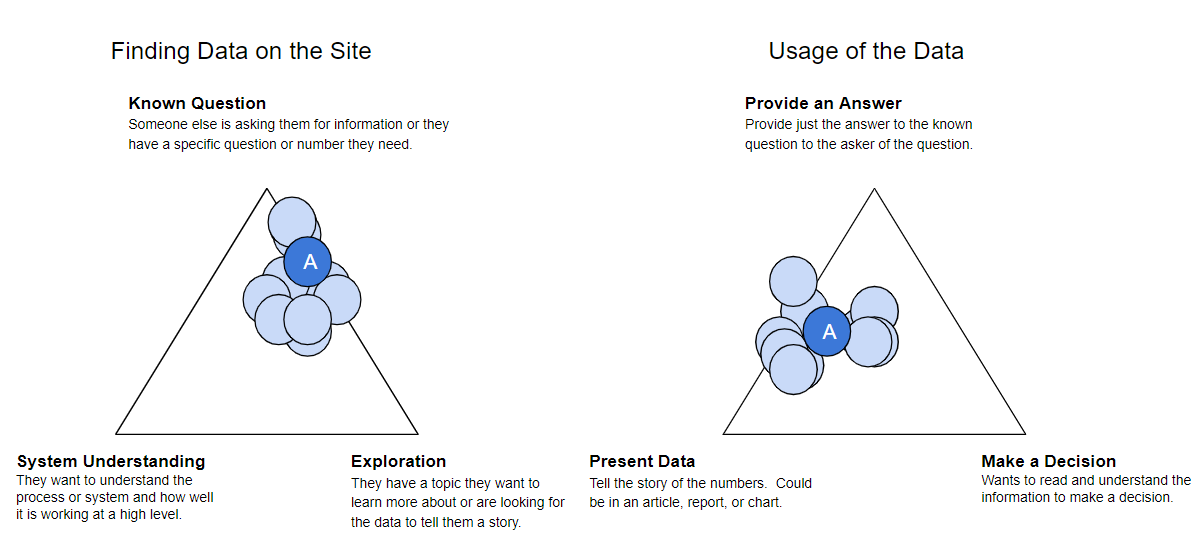 Finding Data on the Site
Known Question
Someone else is asking them for information or they
have a specific question or number they need.
A
System Understanding
They want to understand the
process or system and how well
it is working at a high level.
Exploration
They have a topic they want to
learn more about or are looking for
the data to tell them a story.
Usage of the Data
Provide an Answer
Provide just the answer to the known
question to the asker of the question.
A
Present Data
Tell the story of the numbers.  Could
be in an article, report, or chart.
Make a Decision
Wants to read and understand the
information to make a decision.